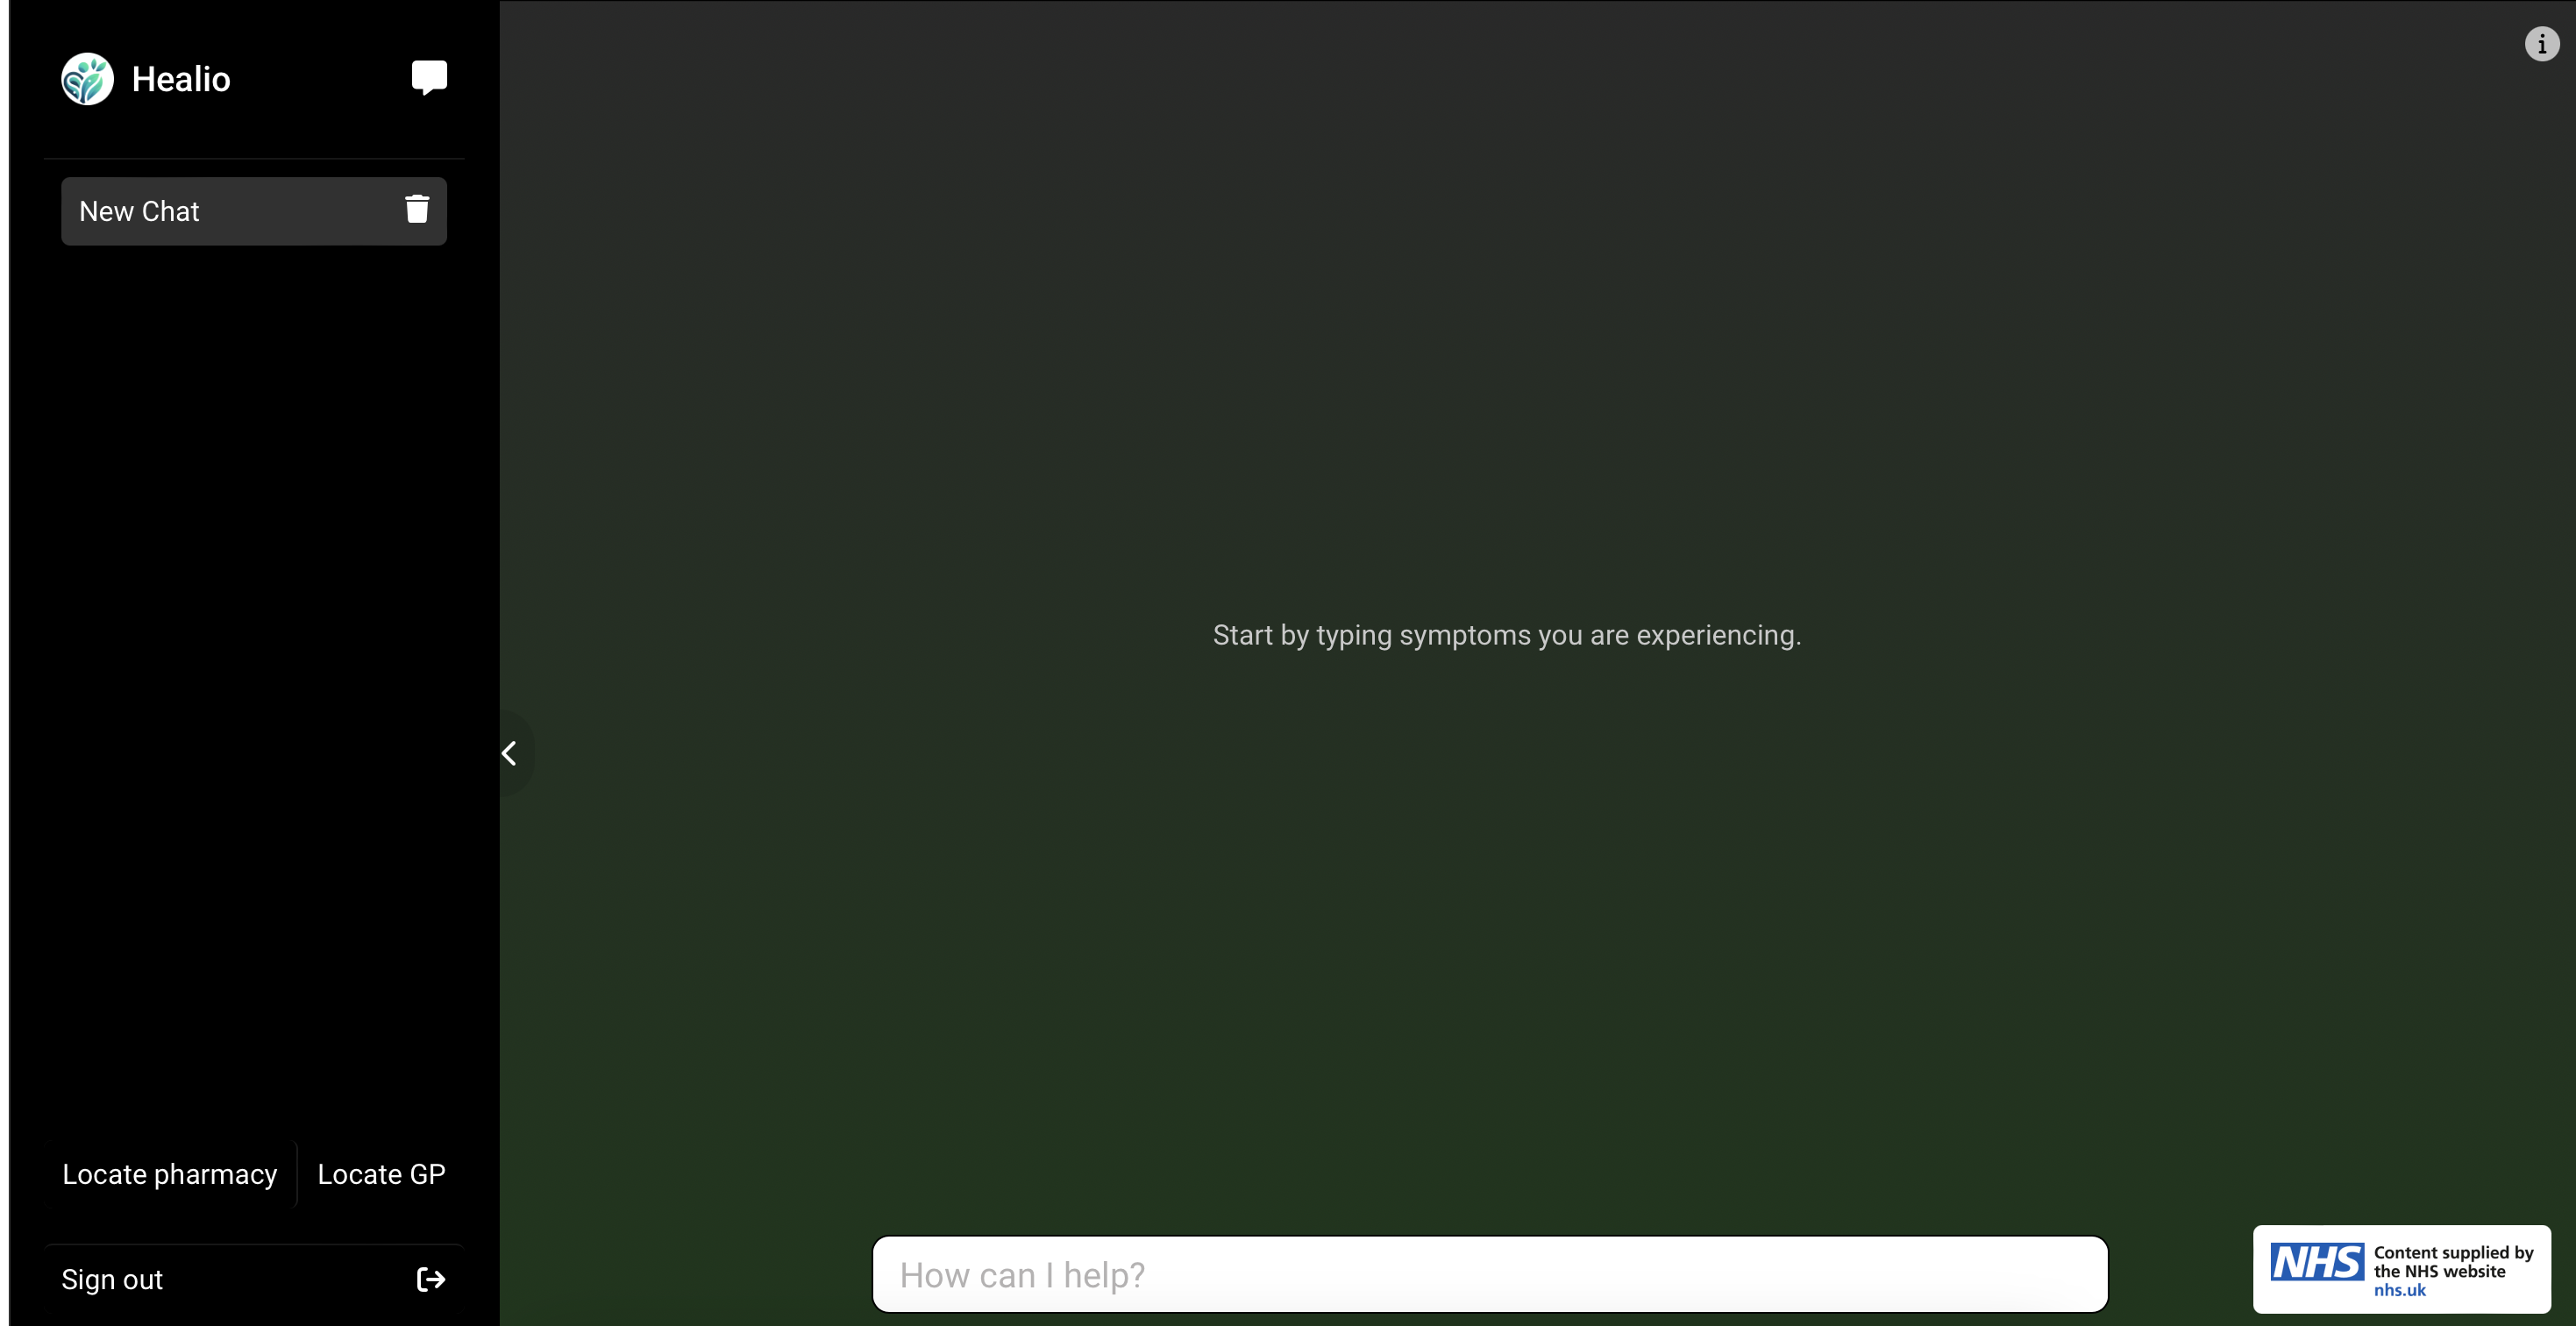 Healio
New Chat
Start by typing symptoms you are experiencing.
Locate pharmacy
Locate GP
Sign out
How can I help?
NHS
Content supplied by
the NHS website
nhs.uk